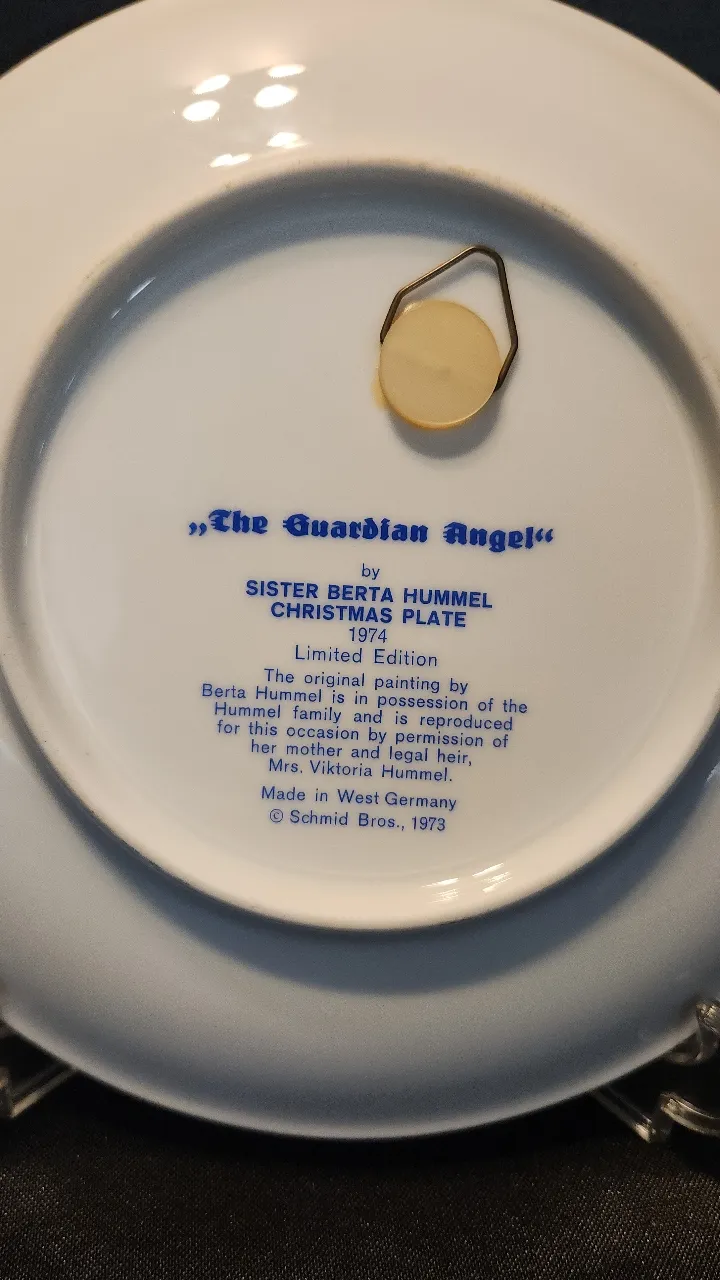 „The Guardian Angel“
by
SISTER BERTA HUMMEL
CHRISTMAS PLATE
1974
Limited Edition
The original painting by
Berta Hummel is in possession of the
Hummel family and is reproduced
for this occasion by permission of
her mother and legal heir,
Mrs. Viktoria Hummel.
Made in West Germany
© Schmid Bros., 1973